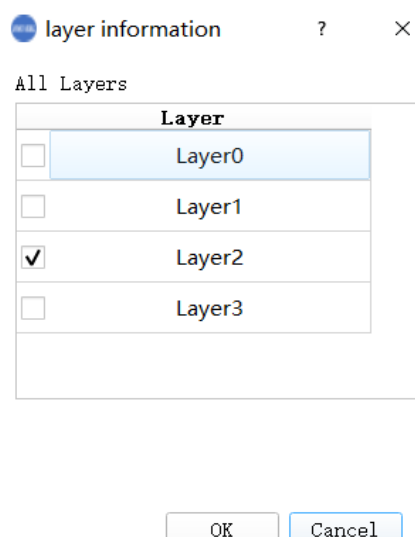 layer information ? ×
All Layers
Layer
Layer0
Layer1
Layer2
Layer3
OK Cancel